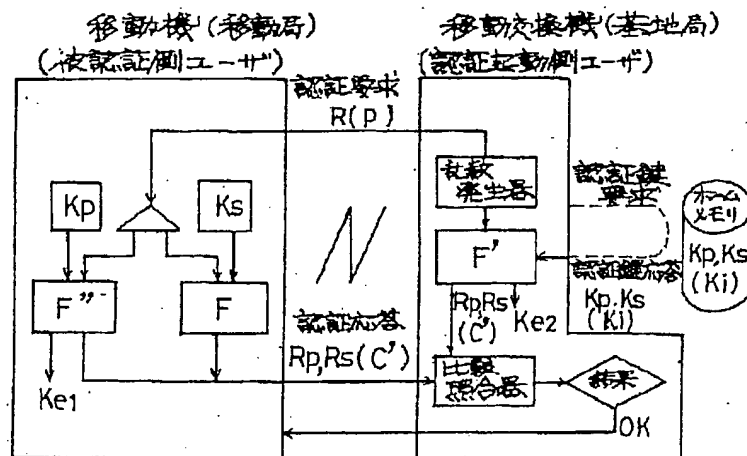 移動機(移動局)
(被認証側ユーザ)
移動交換機(基地局)
(認証起動側ユーザ)
認証要求
R(P)
乱数
発生器
認証鍵
要求
ホーム
メモリ
Kp
Ks
F'
Kp,Ks
(Ki)
認証鍵応答
Kp,Ks
(Ki)
F"
F
認証応答
Rp,Rs(C')
Rp,Rs
(C')
Ke2
Ke1
比較
照合器
結果
OK